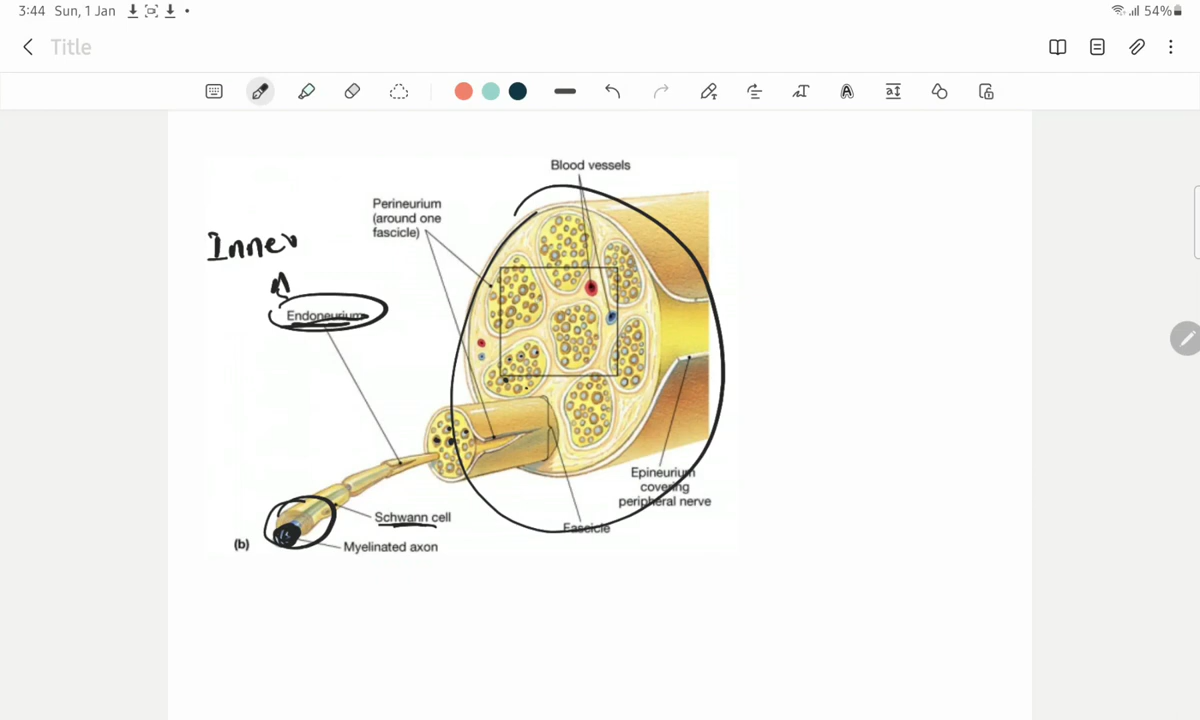 3:44 Sun, 1 Jan
54%
Title
Blood vessels
Perineurium
(around one
fascicle)
Inner
Endoneurium
Epineurium
covering
peripheral nerve
Schwann cell
Fascicle
(b)
Myelinated axon